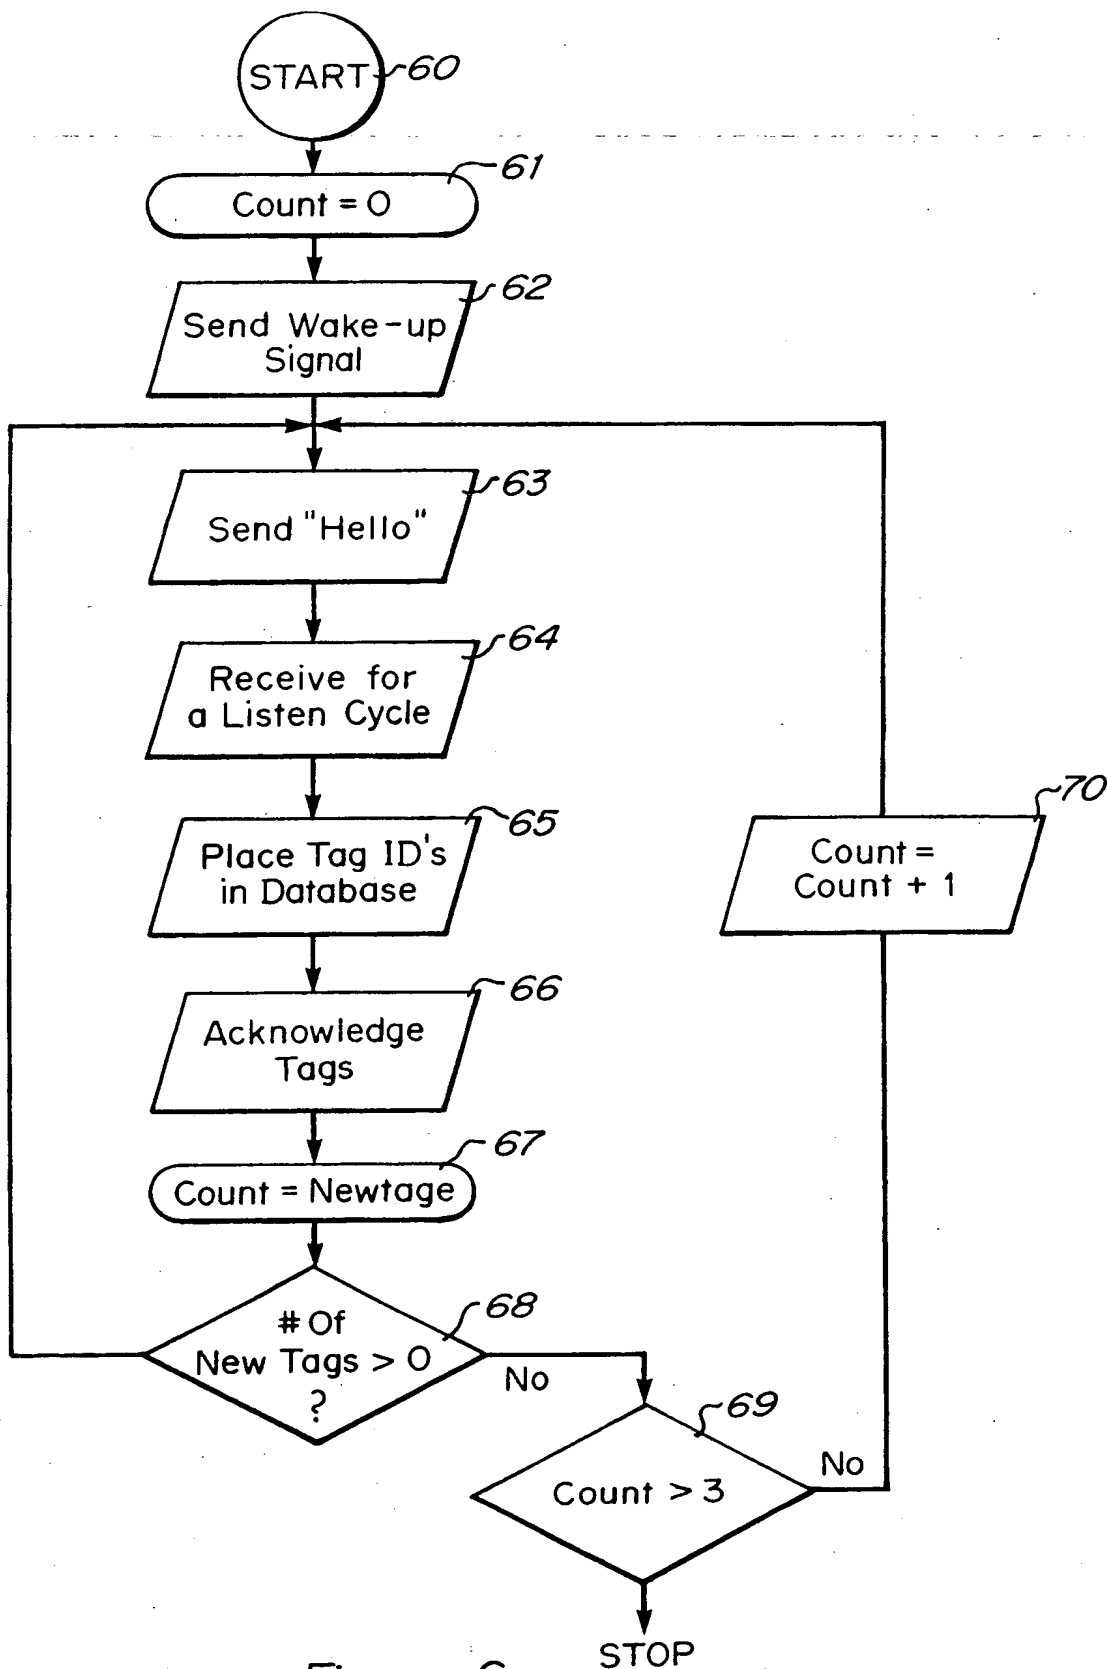 START
60
61
Count = 0
62
Send Wake-up
Signal
63
Send "Hello"
64
Receive for
a Listen Cycle
65
Place Tag ID's
in Database
70
Count =
Count + 1
66
Acknowledge
Tags
67
Count = Newtage
68
# Of
New Tags > 0
?
No
69
Count > 3
No
STOP